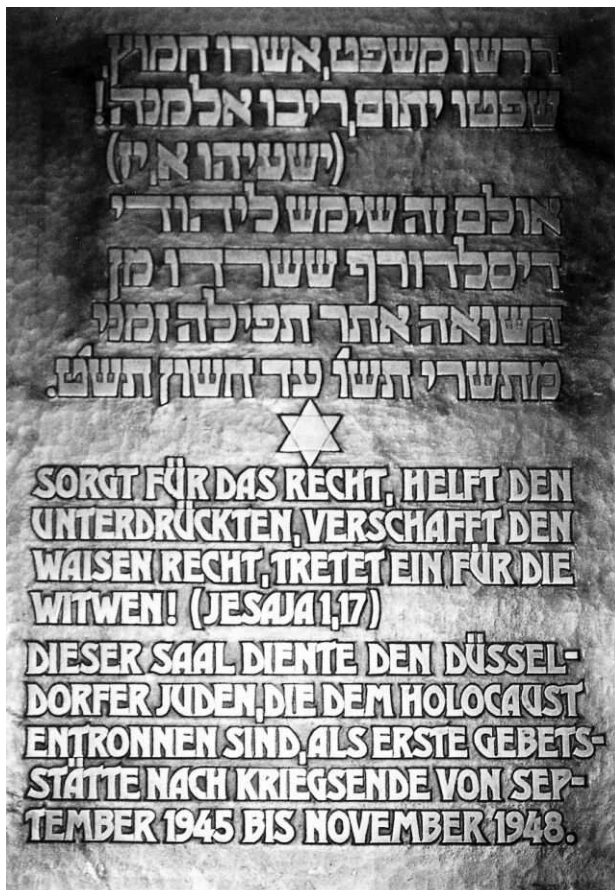 דרשו משפט, אשרו חמוץ,
שפטו יתום, ריבו אלמנה!
(ישעיהו א, יז)
אולם זה שימש ליהודי
דיסלדורף ששרדו מן
השואה אתר תפילה זמני
מתשרי תש״ו עד חשון תש״ט.
SORGT FÜR DAS RECHT, HELFT DEN
UNTERDRÜCKTEN, VERSCHAFFT DEN
WAISEN RECHT, TRETET EIN FÜR DIE
WITWEN! (JESAJA 1,17)
DIESER SAAL DIENTE DEN DÜSSEL-
DORFER JUDEN, DIE DEM HOLOCAUST
ENTRONNEN SIND, ALS ERSTE GEBETS-
STÄTTE NACH KRIEGSENDE VON SEP-
TEMBER 1945 BIS NOVEMBER 1948.